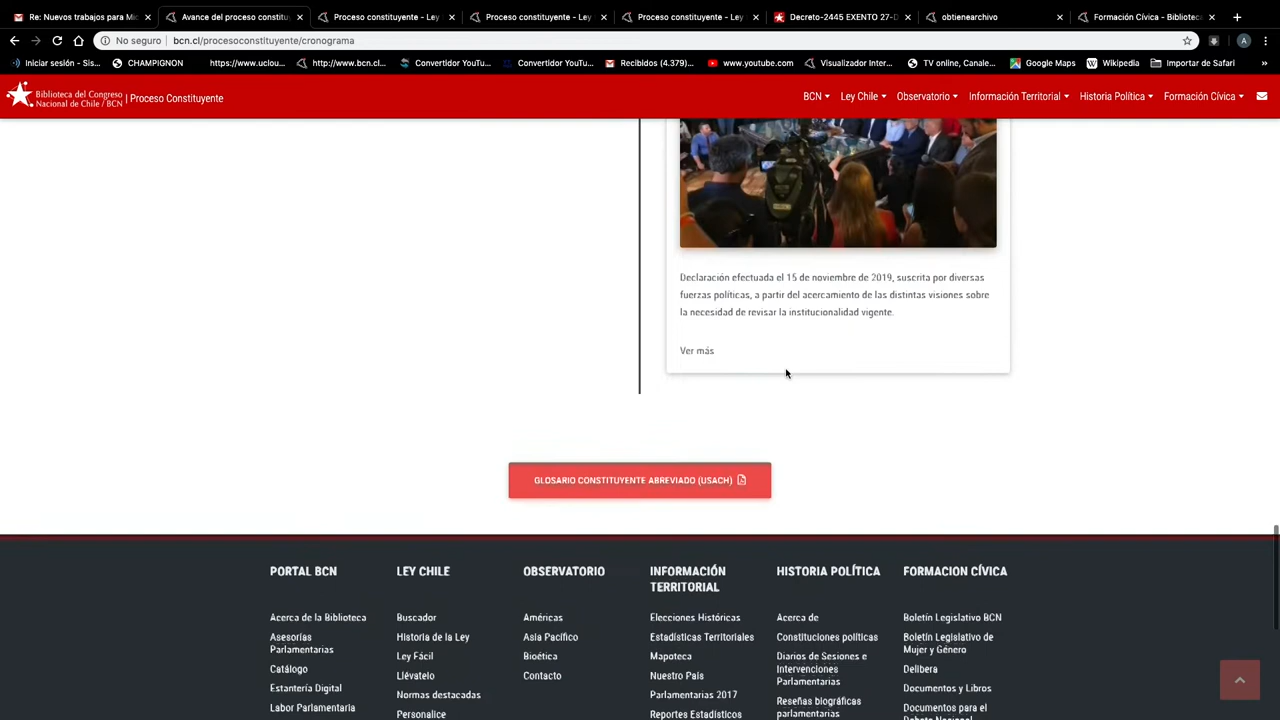 Re: Nuevos trabajos para Mic
Avance del proceso constitu
Proceso constituyente - Ley
Proceso constituyente - Ley
Proceso constituyente - Ley
Decreto-2445 EXENTO 27-D
obtienearchivo
Formación Cívica - Bibliotec
No seguro
bcn.cl/procesoconstituyente/cronograma
A
Iniciar sesión - Sis...
CHAMPIGNON
https://www.uclou...
http://www.bcn.cl...
Convertidor YouTu...
Convertidor YouTu...
Recibidos (4.379)...
www.youtube.com
Visualizador Inter...
TV online, Canale...
Google Maps
Wikipedia
Importar de Safari
»
Biblioteca del Congreso
Nacional de Chile / BCN | Proceso Constituyente
BCN
Ley Chile
Observatorio
Información Territorial
Historia Política
Formación Cívica
Declaración efectuada el 15 de noviembre de 2019, suscrita por diversas
fuerzas políticas, a partir del acercamiento de las distintas visiones sobre
la necesidad de revisar la institucionalidad vigente.
Ver más
GLOSARIO CONSTITUYENTE ABREVIADO (USACH)
PORTAL BCN
Acerca de la Biblioteca
Asesorías
Parlamentarias
Catálogo
Estantería Digital
Labor Parlamentaria
LEY CHILE
Buscador
Historia de la Ley
Ley Fácil
Llévatelo
Normas destacadas
Personalice
OBSERVATORIO
Américas
Asia Pacífico
Bioética
Contacto
INFORMACIÓN
TERRITORIAL
Elecciones Históricas
Estadísticas Territoriales
Mapoteca
Nuestro País
Parlamentarias 2017
Reportes Estadísticos
HISTORIA POLÍTICA
Acerca de
Constituciones políticas
Diarios de Sesiones e
Intervenciones
Parlamentarias
Reseñas biográficas
parlamentarias
FORMACION CÍVICA
Boletín Legislativo BCN
Boletín Legislativo de
Mujer y Género
Delibera
Documentos y Libros
Documentos para el
Debate Nacional